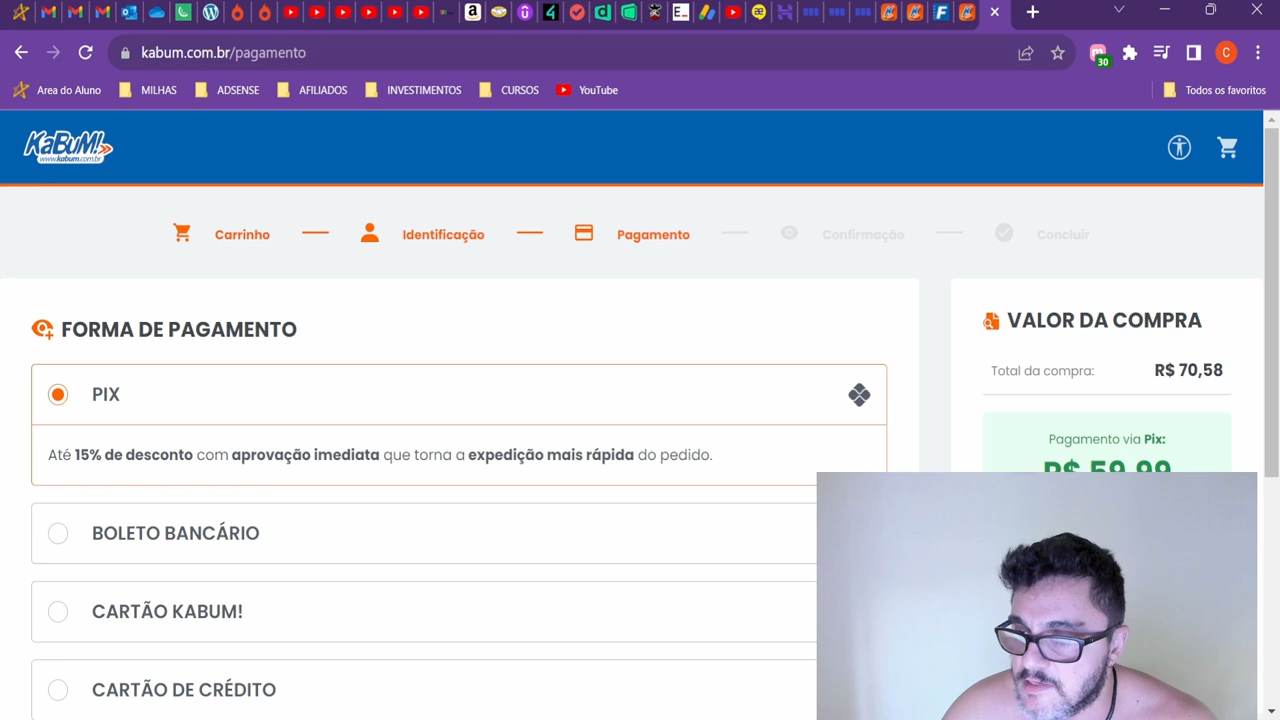 kabum.com.br/pagamento
30
C
Area do Aluno
MILHAS
ADSENSE
AFILIADOS
INVESTIMENTOS
CURSOS
YouTube
Todos os favoritos
KaBuM!
www.kabum.com.br
Carrinho
Identificação
Pagamento
Confirmação
Concluir
FORMA DE PAGAMENTO
PIX
Até 15% de desconto com aprovação imediata que torna a expedição mais rápida do pedido.
BOLETO BANCÁRIO
CARTÃO KABUM!
CARTÃO DE CRÉDITO
VALOR DA COMPRA
Total da compra: R$ 70,58
Pagamento via Pix:
R$ 59,99